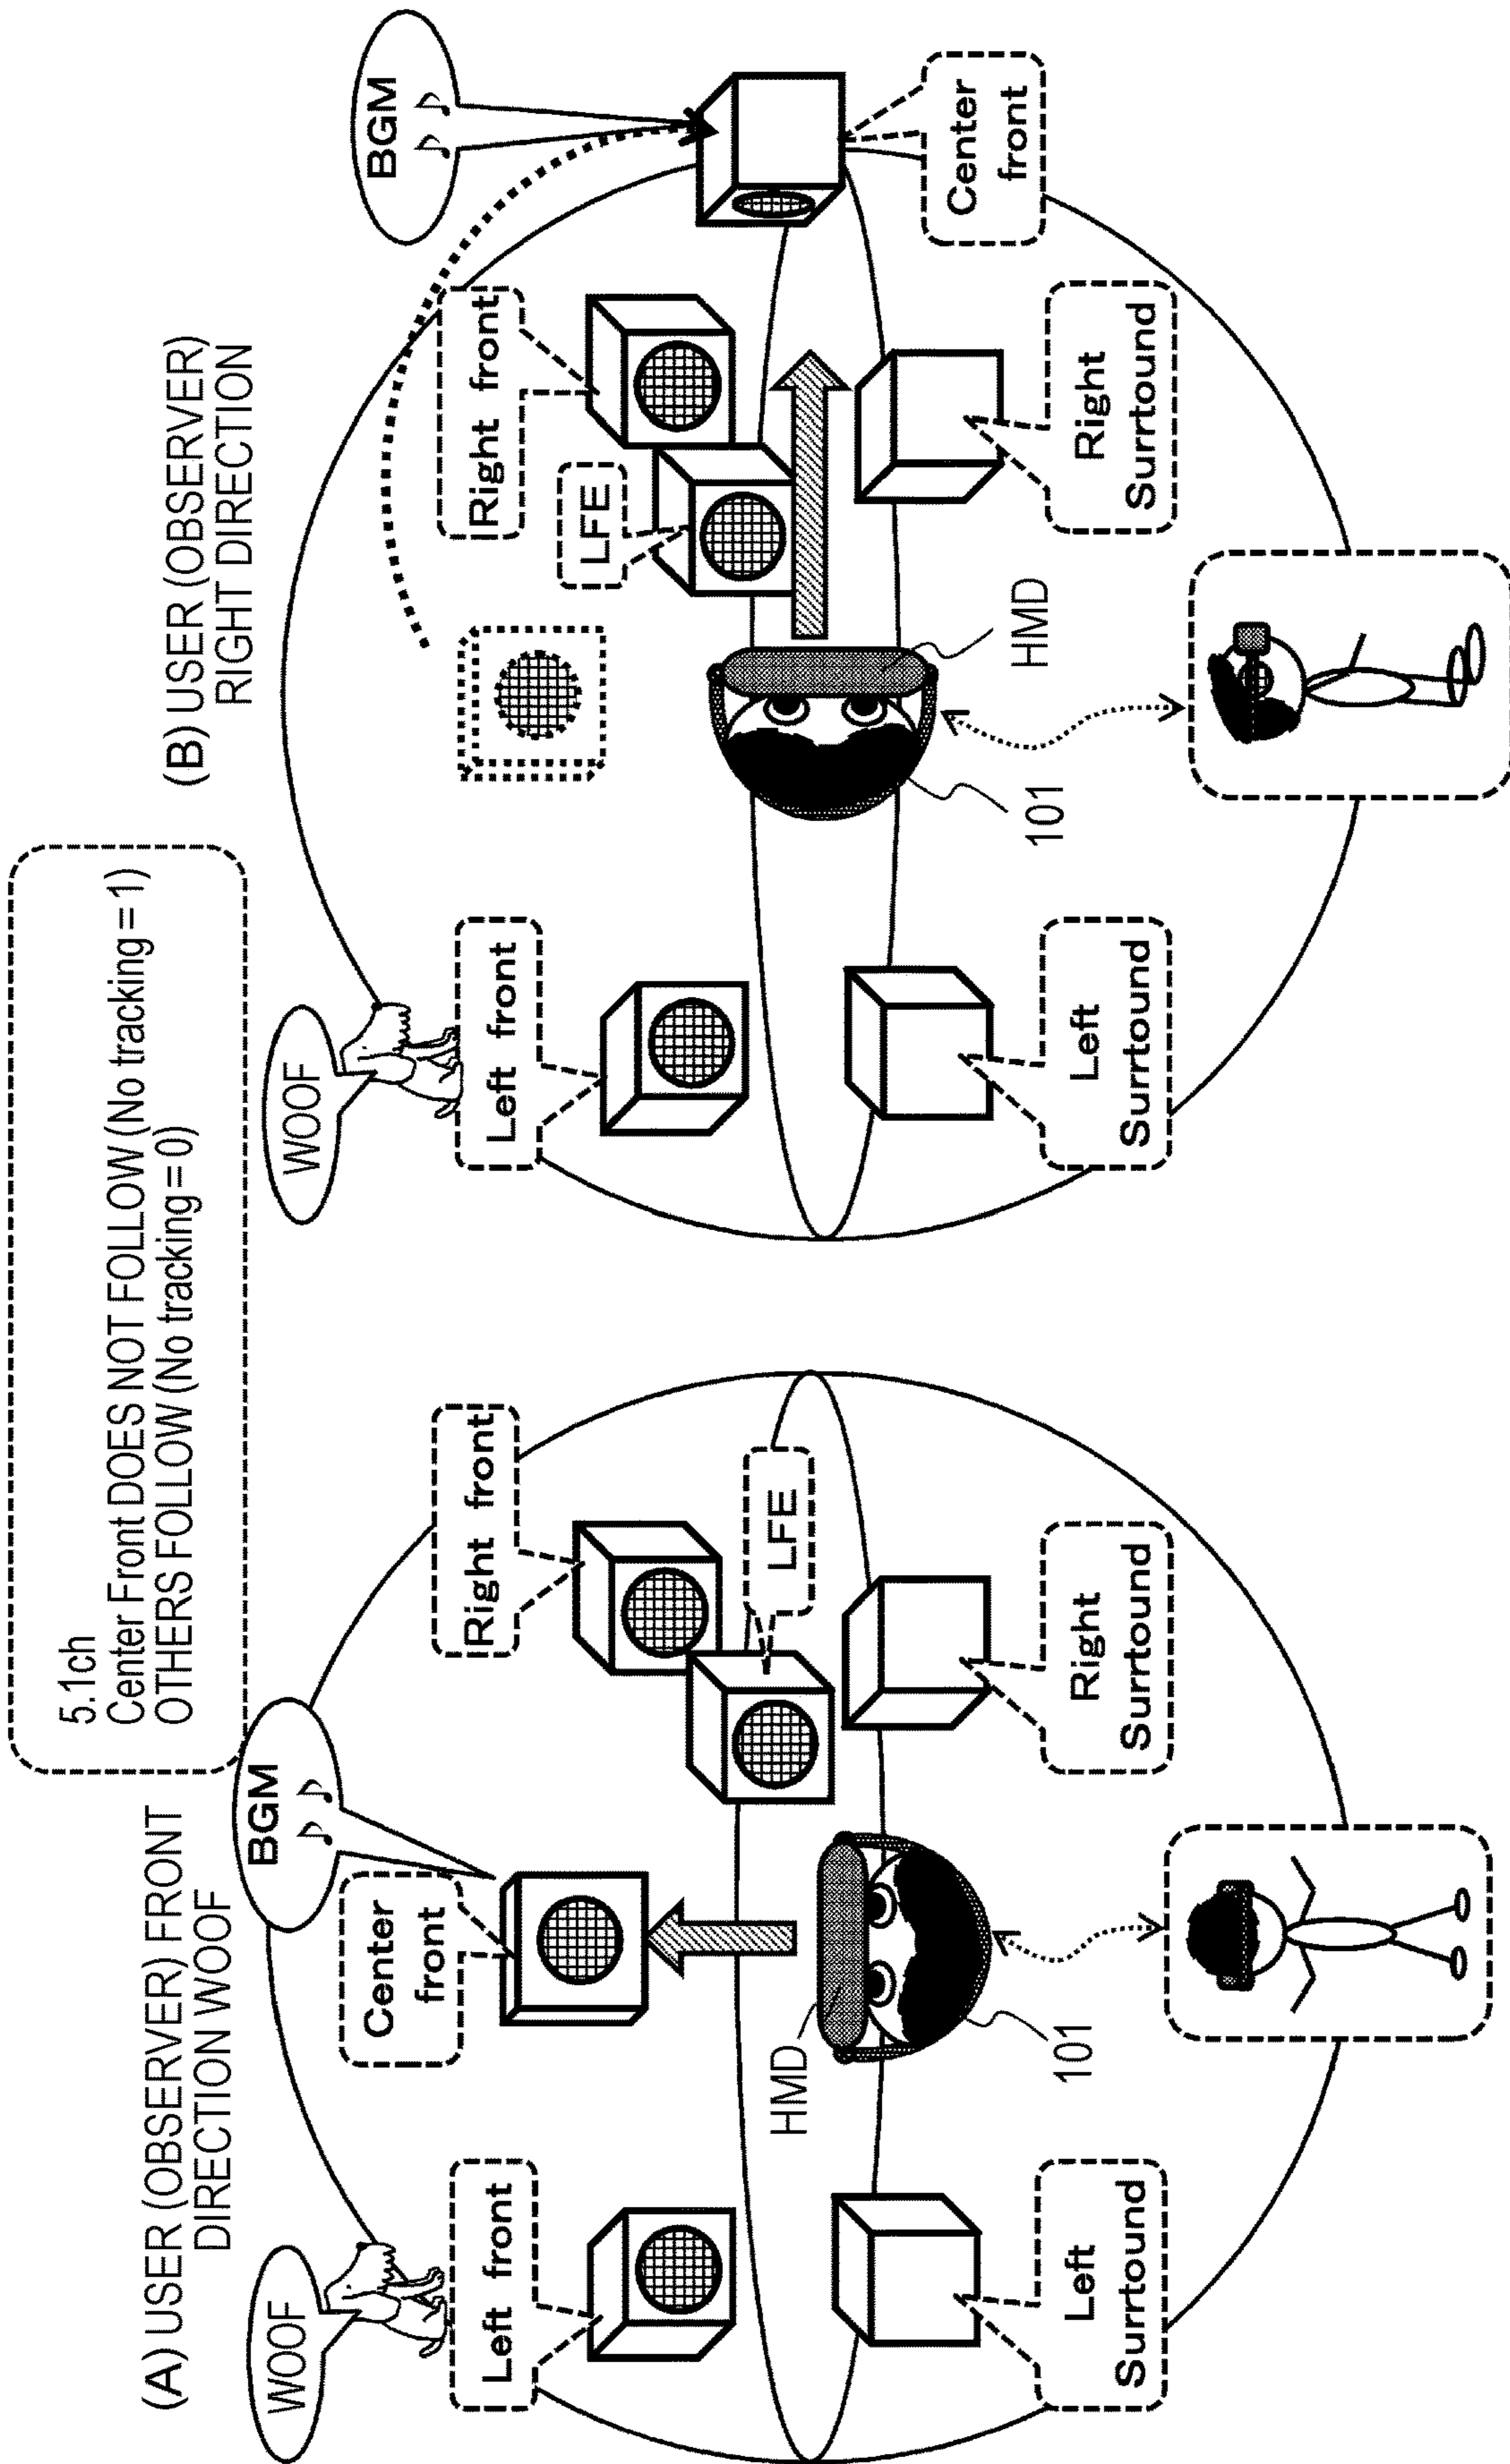 5.1ch
Center Front DOES NOT FOLLOW (No tracking = 1)
OTHERS FOLLOW (No tracking = 0)
(A) USER (OBSERVER) FRONT
DIRECTION WOOF
WOOF
BGM
Center
front
Left front
Right front
LFE
HMD
101
Left
Surrtound
Right
Surrtound
(B) USER (OBSERVER)
RIGHT DIRECTION
WOOF
BGM
Left front
Right front
LFE
Center
front
HMD
101
Left
Surrtound
Right
Surrtound